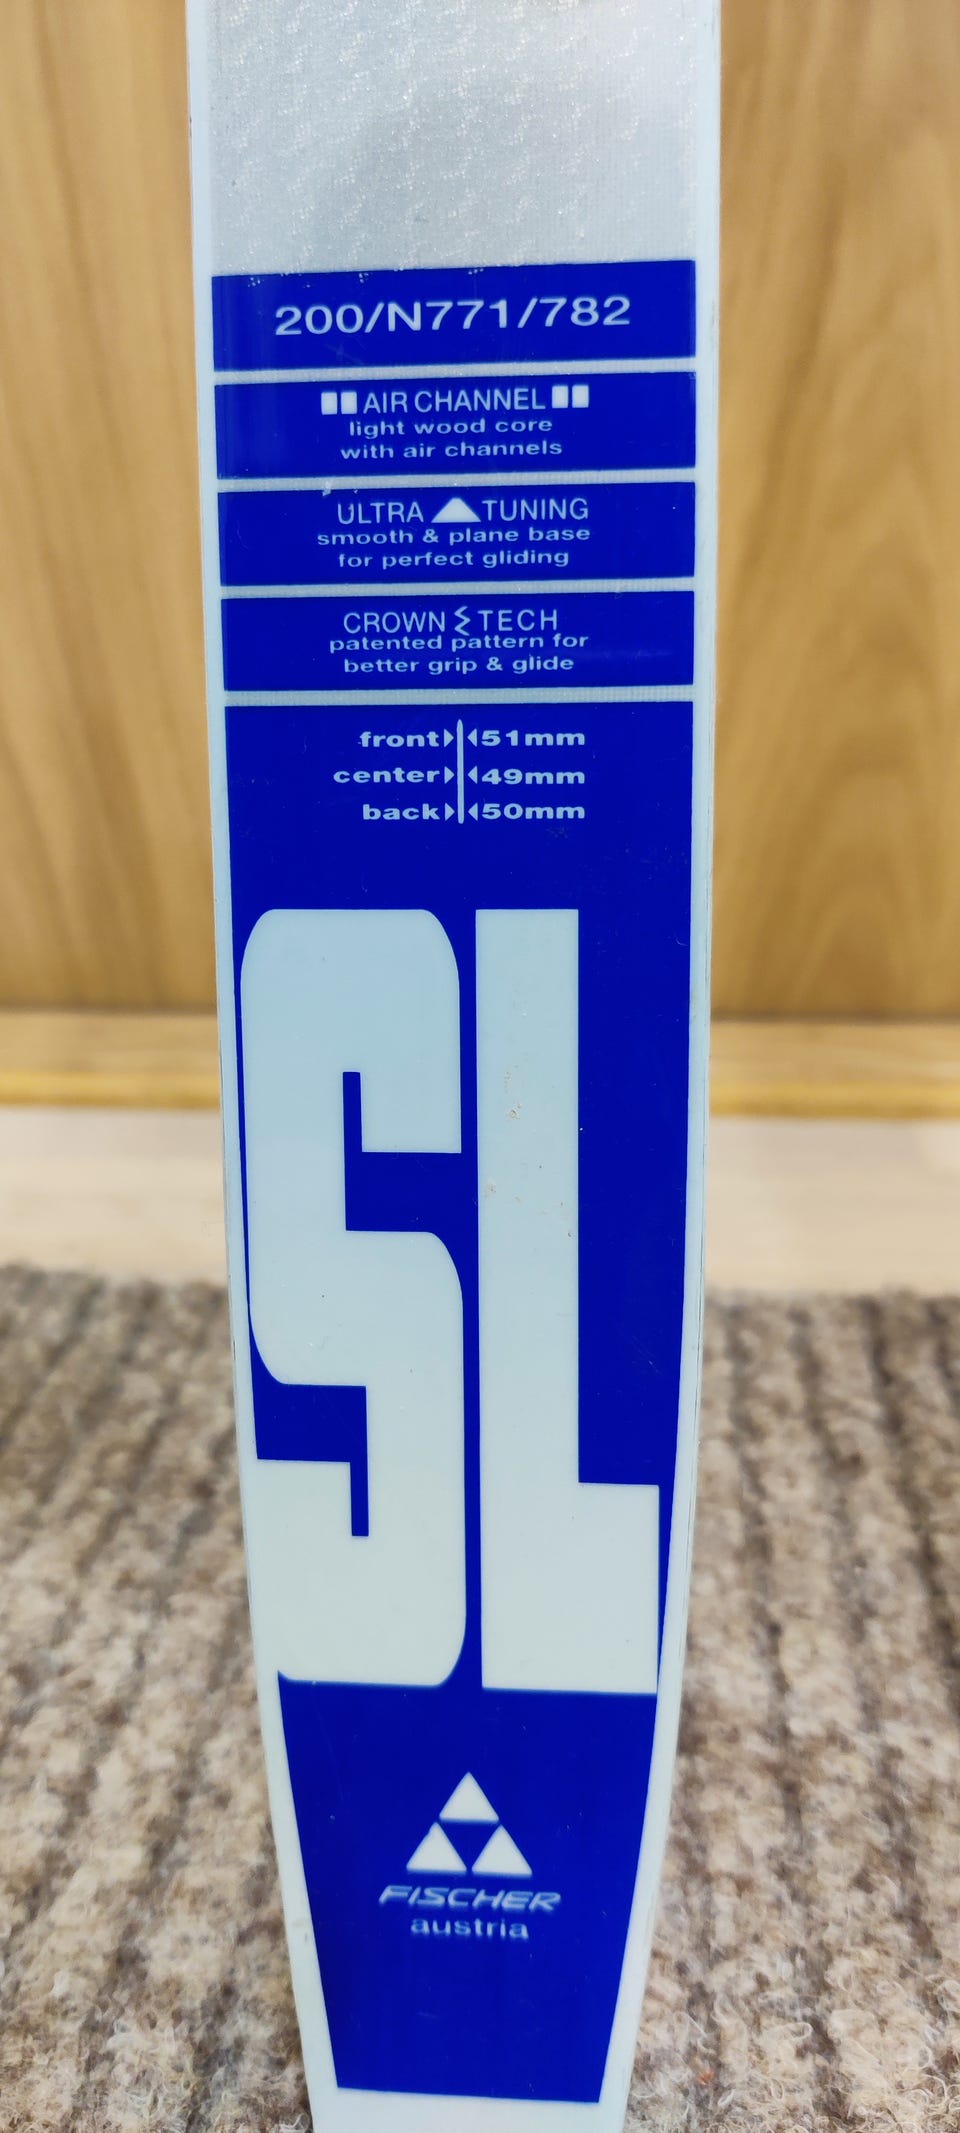 200/N771/782
AIR CHANNEL
light wood core
with air channels
ULTRA TUNING
smooth & plane base
for perfect gliding
CROWN TECH
patented pattern for
better grip & glide
front 51mm
center 49mm
back 50mm
SL
FISCHER
austria